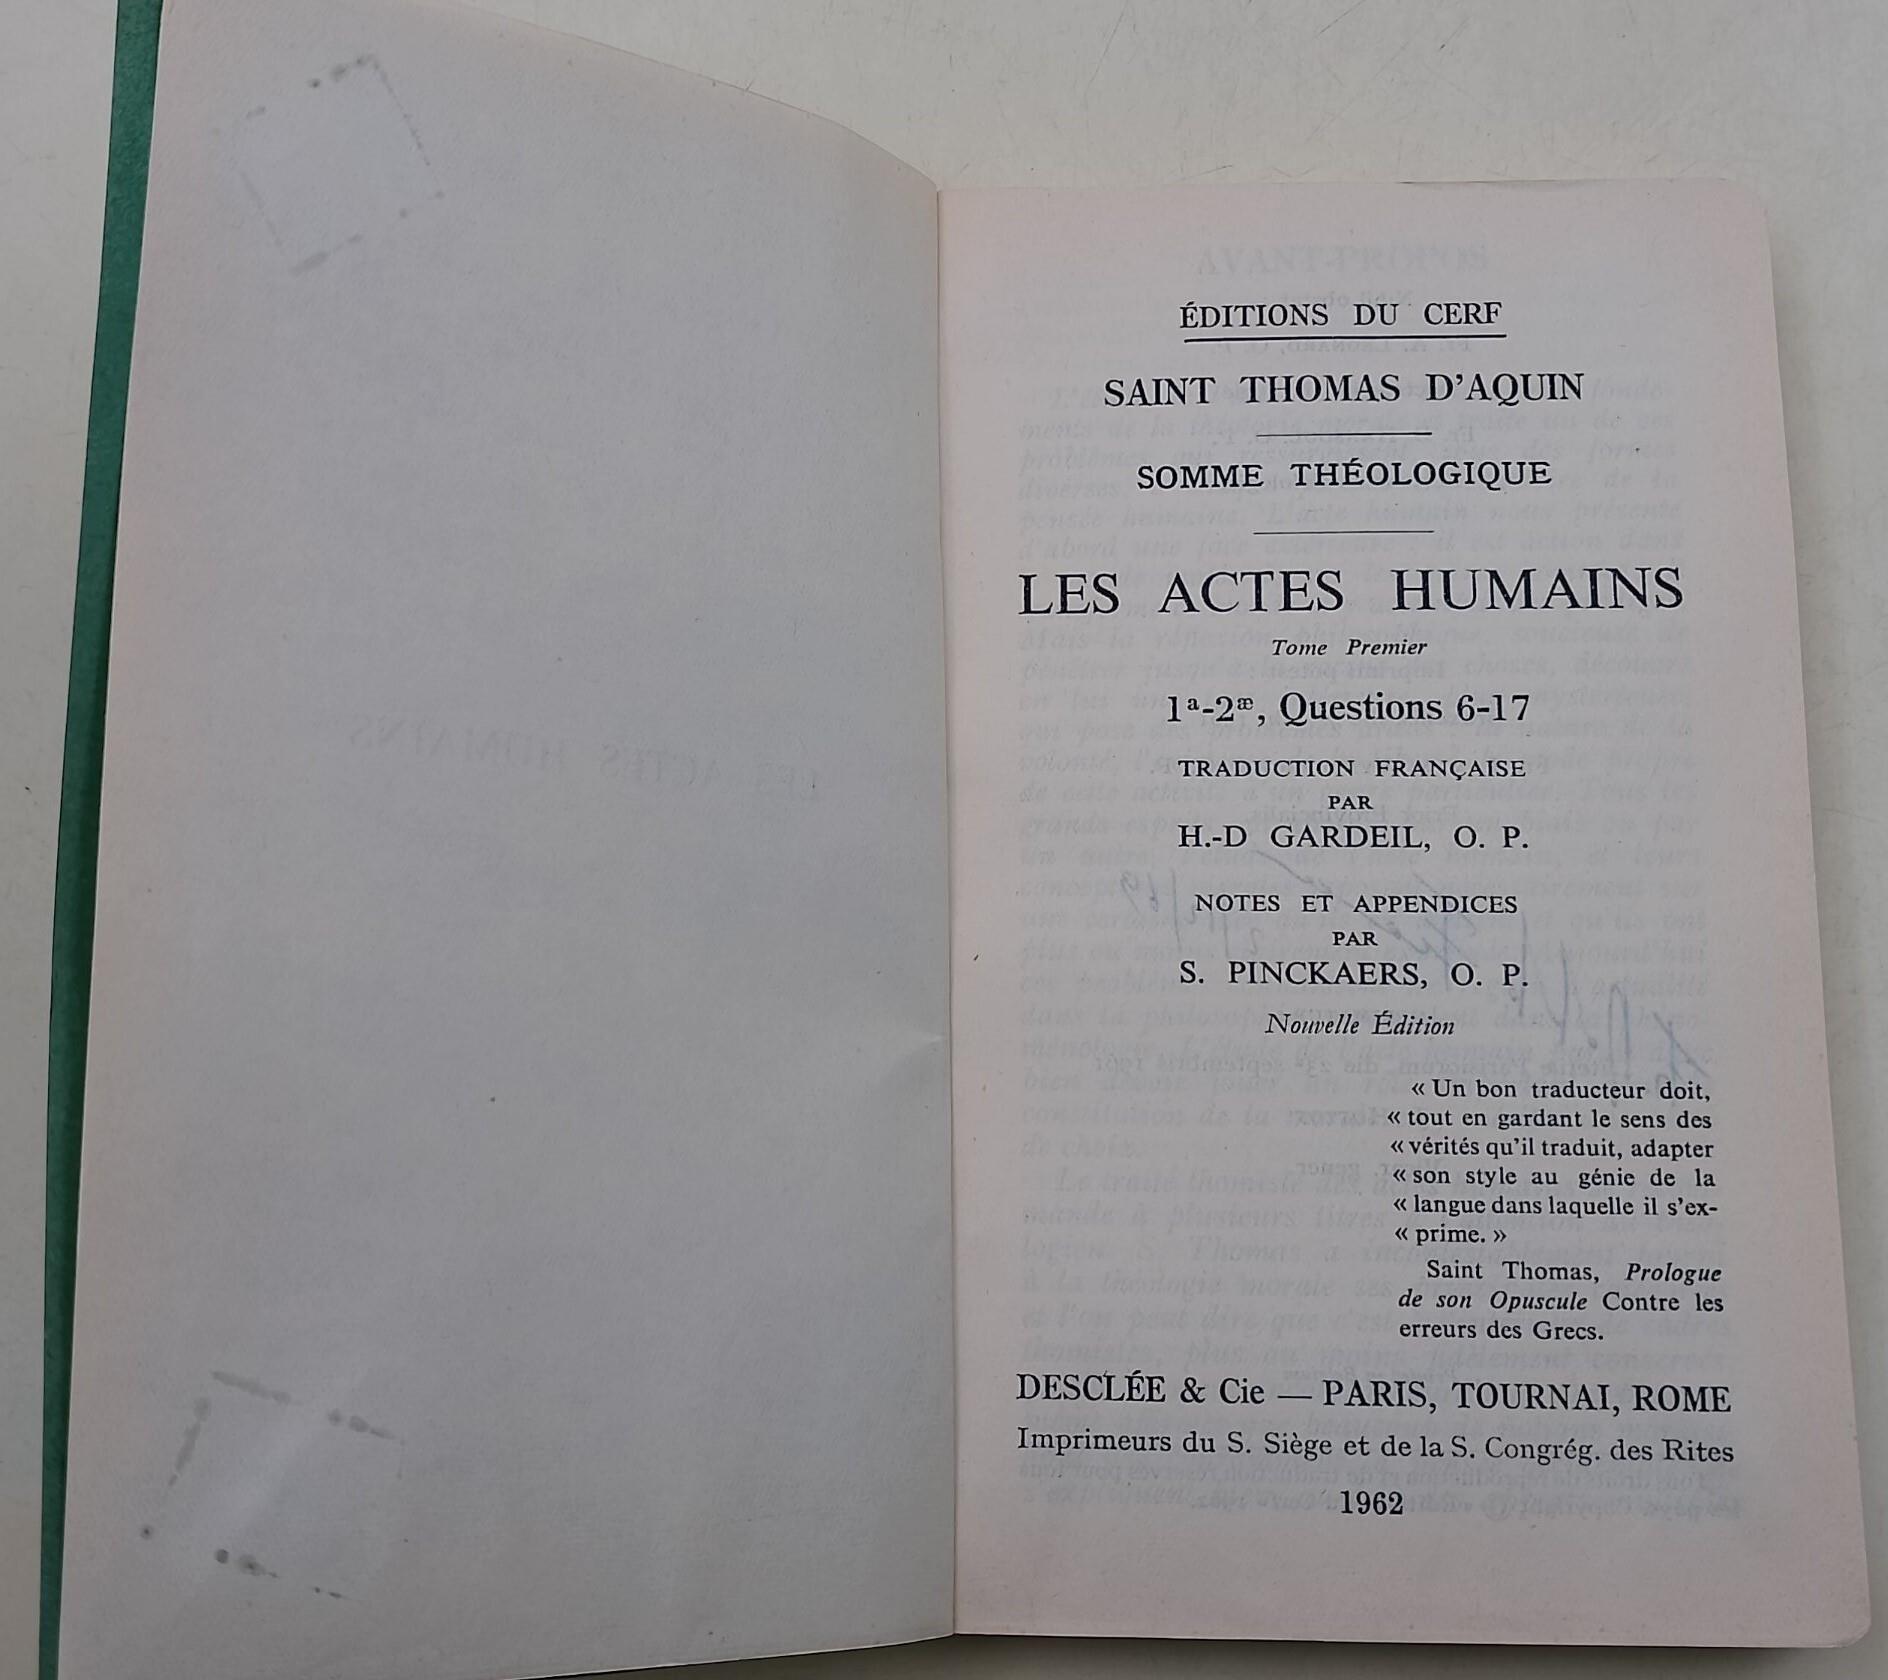 ÉDITIONS DU CERF
SAINT THOMAS D'AQUIN
SOMME THÉOLOGIQUE
LES ACTES HUMAINS
Tome Premier
1ª-2æ, Questions 6-17
TRADUCTION FRANÇAISE
PAR
H.-D GARDEIL, O. P.
NOTES ET APPENDICES
PAR
S. PINCKAERS, O. P.
Nouvelle Édition
« Un bon traducteur doit,
« tout en gardant le sens des
« vérités qu'il traduit, adapter
« son style au génie de la
« langue dans laquelle il s'ex-
« prime. »
Saint Thomas, Prologue
de son Opuscule Contre les
erreurs des Grecs.
DESCLÉE & Cie — PARIS, TOURNAI, ROME
Imprimeurs du S. Siège et de la S. Congrég. des Rites
1962